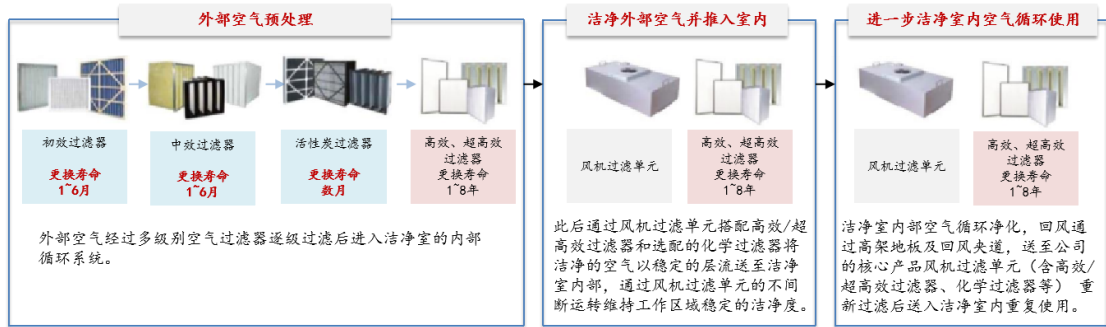 外部空气预处理
初效过滤器
更换寿命
1~6月
中效过滤器
更换寿命
1~6月
活性炭过滤器
更换寿命
数月
高效、超高效
过滤器
更换寿命
1~8年
外部空气经过多级别空气过滤器逐级过滤后进入洁净室的内部
循环系统。
洁净外部空气并推入室内
风机过滤单元
高效、超高效
过滤器
更换寿命
1~8年
此后通过风机过滤单元搭配高效/超
高效过滤器和选配的化学过滤器将
洁净的空气以稳定的层流送至洁净
室内部，通过风机过滤单元的不间
断运转维持工作区域稳定的洁净度。
进一步洁净室内空气循环使用
风机过滤单元
高效、超高效
过滤器
更换寿命
1~8年
洁净室内部空气循环净化，回风通
过高架地板及回风夹道，送至公司
的核心产品风机过滤单元（含高效/
超高效过滤器、化学过滤器等） 重
新过滤后送入洁净室内重复使用。